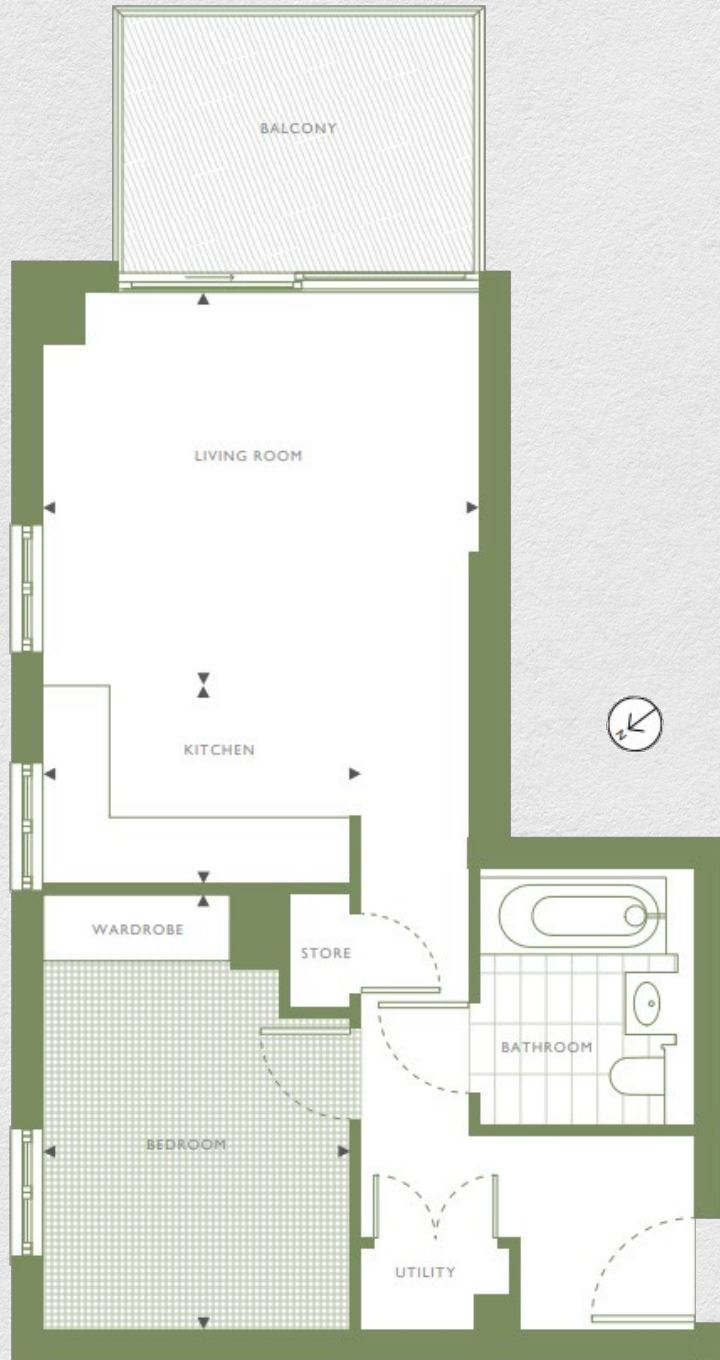 BALCONY
LIVING ROOM
N
KITCHEN
WARDROBE
STORE
BATHROOM
BEDROOM
UTILITY